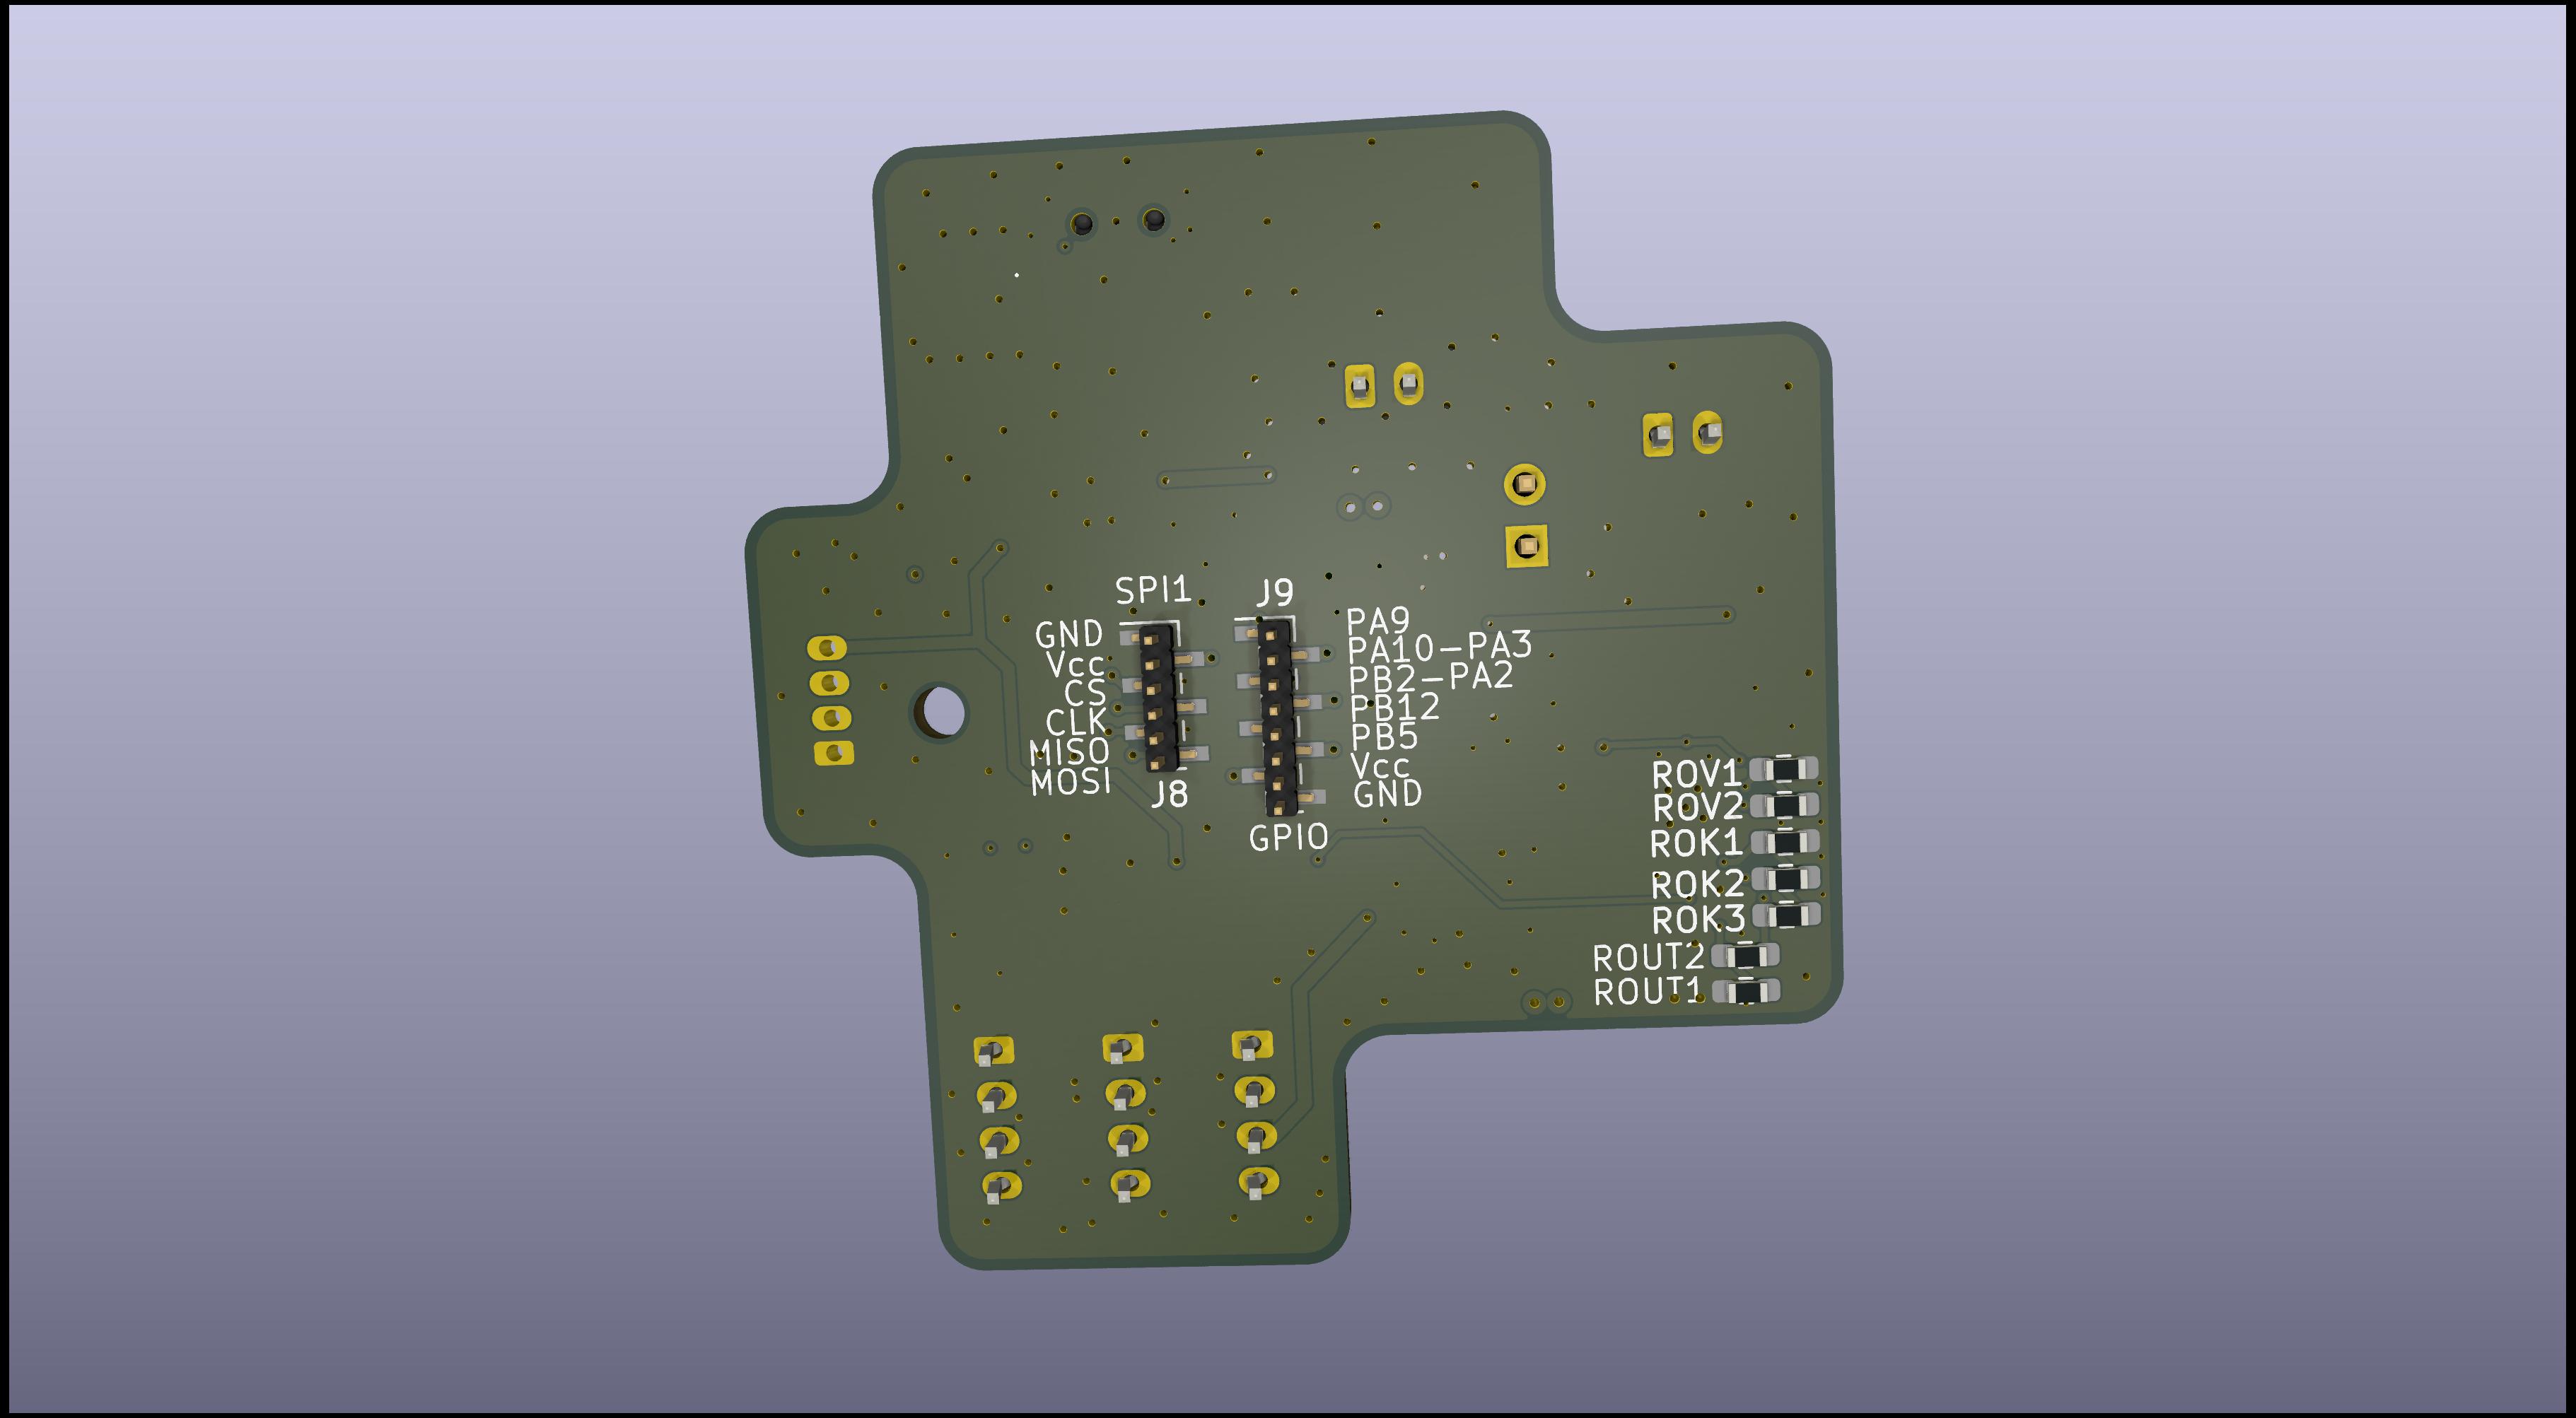 SPI1
GND
Vcc
CS
CLK
MISO
MOSI
J8
J9
PA9
PA10-PA3
PB2-PA2
PB12
PB5
Vcc
GND
GPIO
ROV1
ROV2
ROK1
ROK2
ROK3
ROUT2
ROUT1